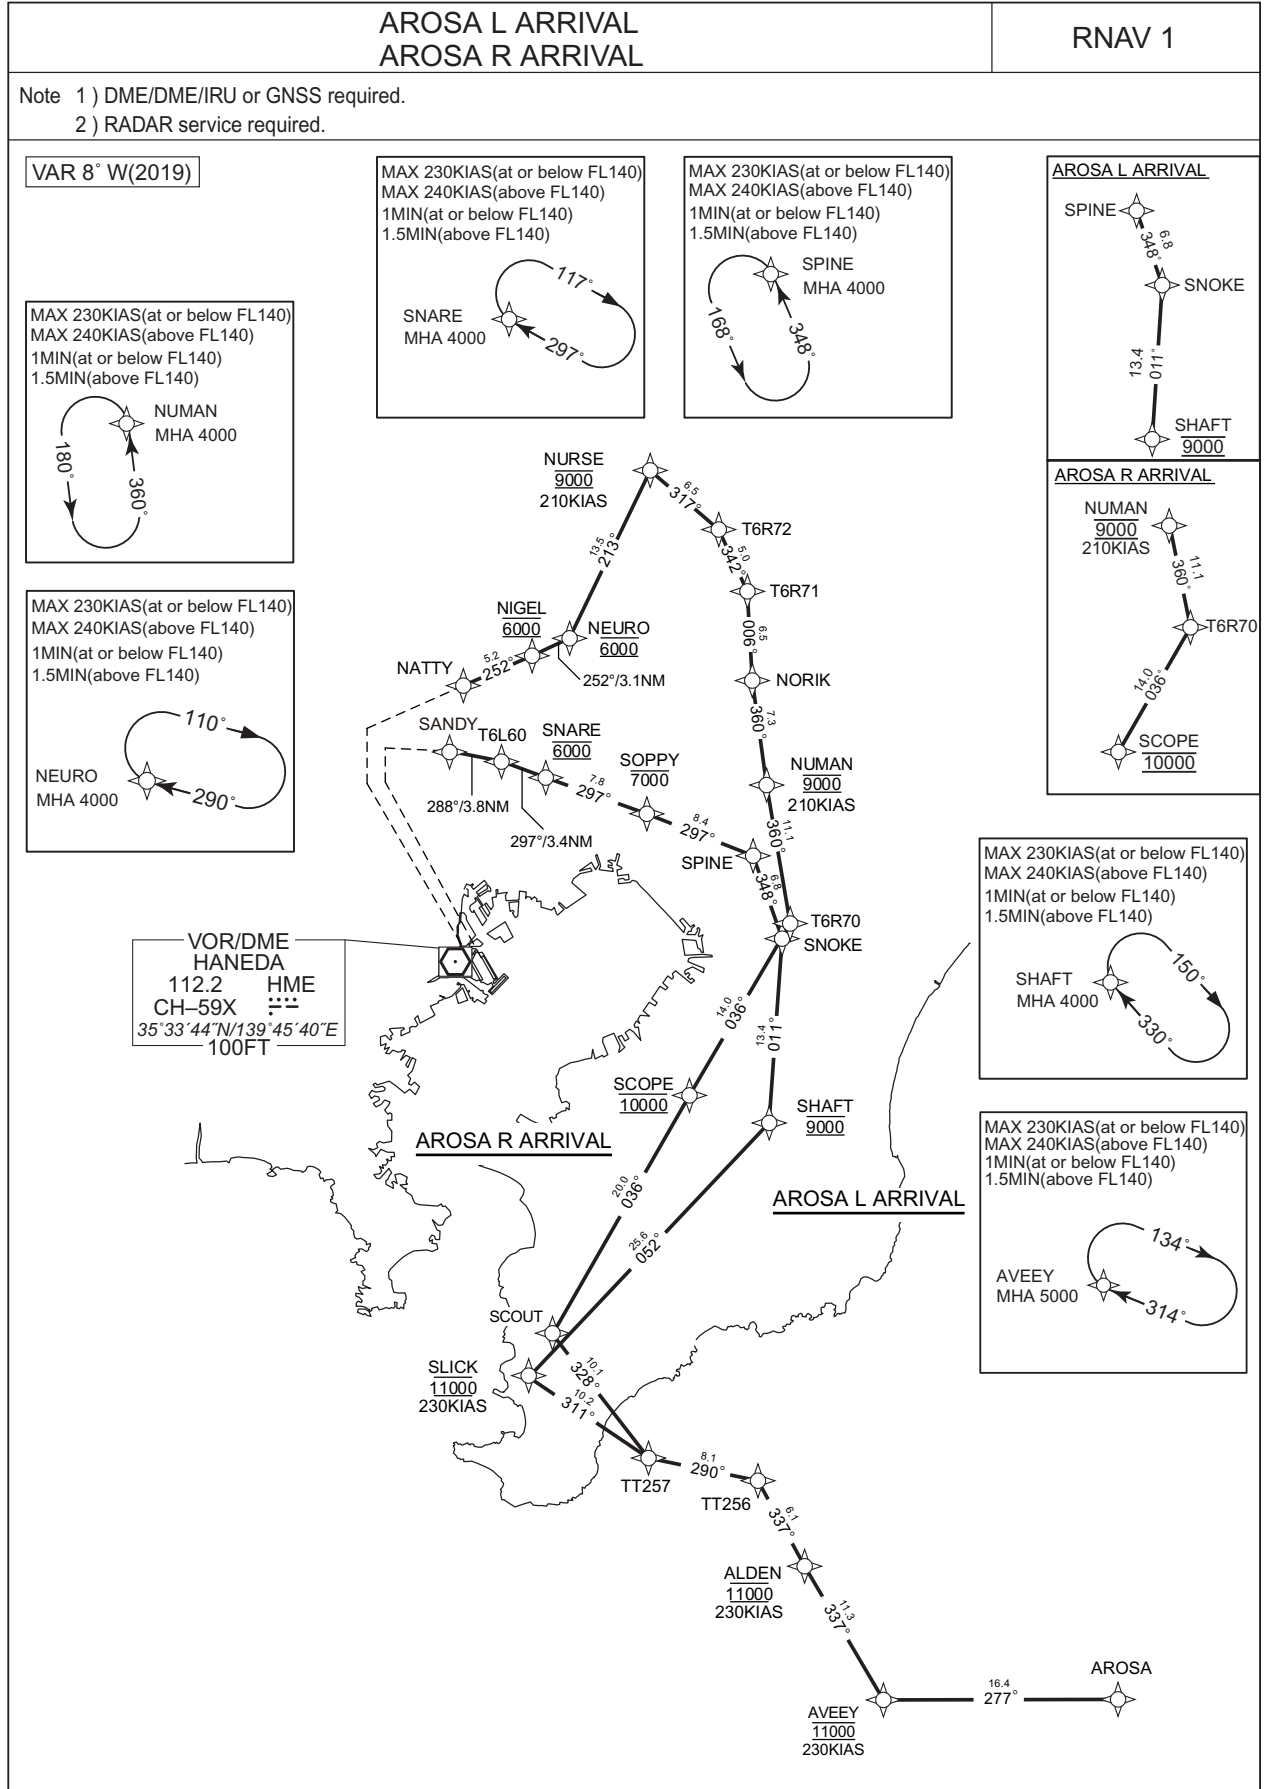 AROSA L ARRIVAL
AROSA R ARRIVAL
RNAV 1
Note 1 ) DME/DME/IRU or GNSS required.
2 ) RADAR service required.
VAR 8° W(2019)
MAX 230KIAS(at or below FL140)
MAX 240KIAS(above FL140)
1MIN(at or below FL140)
1.5MIN(above FL140)
117°
SNARE
MHA 4000
297°
MAX 230KIAS(at or below FL140)
MAX 240KIAS(above FL140)
1MIN(at or below FL140)
1.5MIN(above FL140)
SPINE
MHA 4000
168°
348°
AROSA L ARRIVAL
SPINE
6.8
348°
SNOKE
13.4
011°
SHAFT
9000
MAX 230KIAS(at or below FL140)
MAX 240KIAS(above FL140)
1MIN(at or below FL140)
1.5MIN(above FL140)
NUMAN
MHA 4000
180°
360°
AROSA R ARRIVAL
NUMAN
9000
210KIAS
11.1
360°
T6R70
14.0
036°
SCOPE
10000
MAX 230KIAS(at or below FL140)
MAX 240KIAS(above FL140)
1MIN(at or below FL140)
1.5MIN(above FL140)
110°
NEURO
MHA 4000
290°
NURSE
9000
210KIAS
6.5
317°
T6R72
5.0
342°
T6R71
13.5
213°
6.5
006°
NIGEL
6000
NEURO
6000
NATTY
5.2
252°
252°/3.1NM
NORIK
7.3
360°
SANDY
T6L60
SNARE
6000
SOPPY
7000
NUMAN
9000
210KIAS
288°/3.8NM
7.8
297°
297°/3.4NM
8.4
297°
11.1
360°
SPINE
6.8
348°
T6R70
SNOKE
VOR/DME
HANEDA
112.2 HME
CH–59X
35°33´44˝N/139°45´40˝E
100FT
14.0
036°
13.4
011°
SCOPE
10000
SHAFT
9000
AROSA R ARRIVAL
AROSA L ARRIVAL
MAX 230KIAS(at or below FL140)
MAX 240KIAS(above FL140)
1MIN(at or below FL140)
1.5MIN(above FL140)
150°
SHAFT
MHA 4000
330°
MAX 230KIAS(at or below FL140)
MAX 240KIAS(above FL140)
1MIN(at or below FL140)
1.5MIN(above FL140)
134°
AVEEY
MHA 5000
314°
20.0
036°
25.6
052°
SCOUT
SLICK
11000
230KIAS
10.1
328°
10.2
311°
TT257
8.1
290°
TT256
6.1
337°
ALDEN
11000
230KIAS
11.3
337°
AROSA
16.4
277°
AVEEY
11000
230KIAS